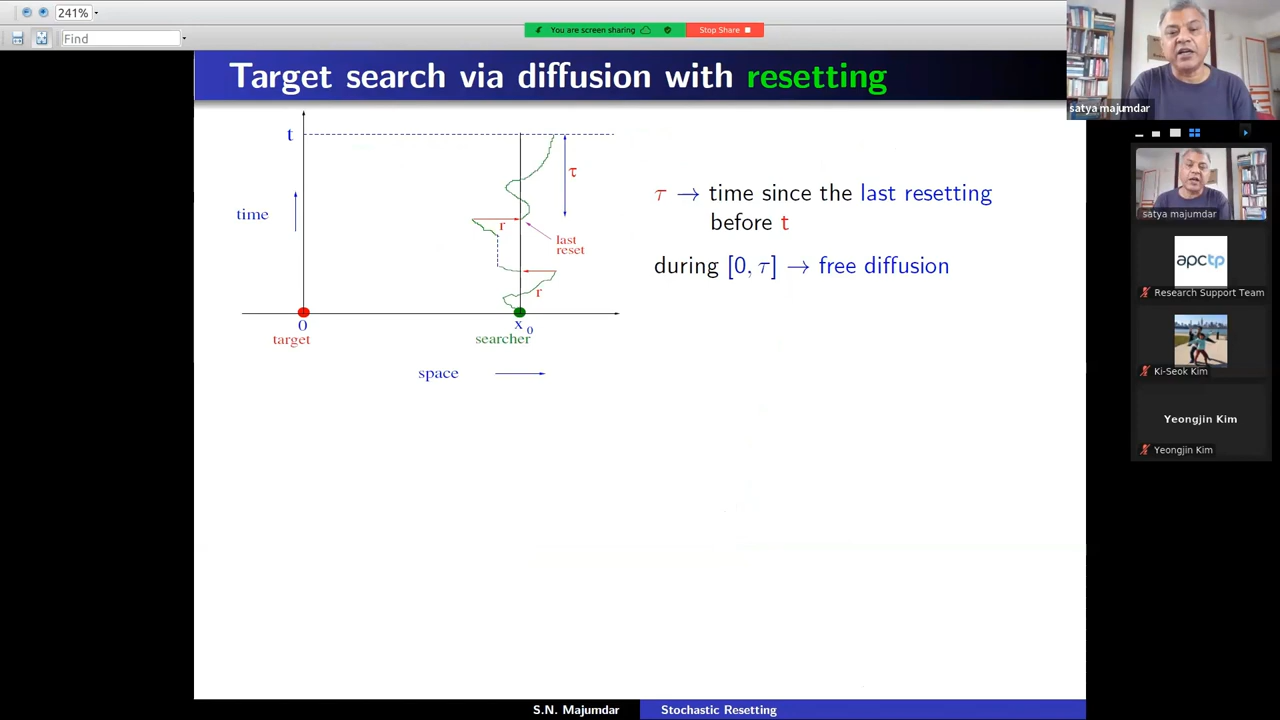 241%
You are screen sharing
Stop Share
Find
Target search via diffusion with resetting
satya majumdar
t
τ
time
r
last
reset
r
0
x 0
target
searcher
space
τ → time since the last resetting
before t
during [0, τ] → free diffusion
satya majumdar
apctp
Research Support Team
Ki-Seok Kim
Yeongjin Kim
Yeongjin Kim
S.N. Majumdar
Stochastic Resetting